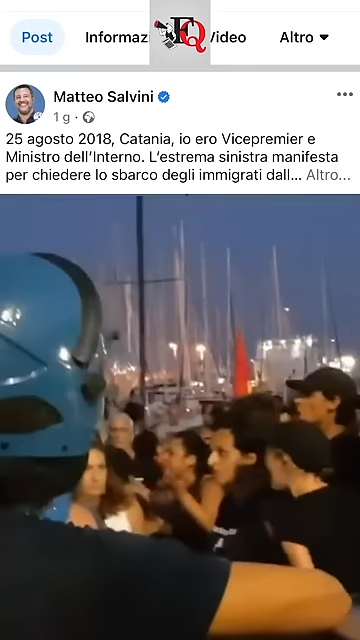 Post
Informazi
FQ
Video
Altro
Matteo Salvini
1 g ·
25 agosto 2018, Catania, io ero Vicepremier e
Ministro dell'Interno. L'estrema sinistra manifesta
per chiedere lo sbarco degli immigrati dall... Altro...